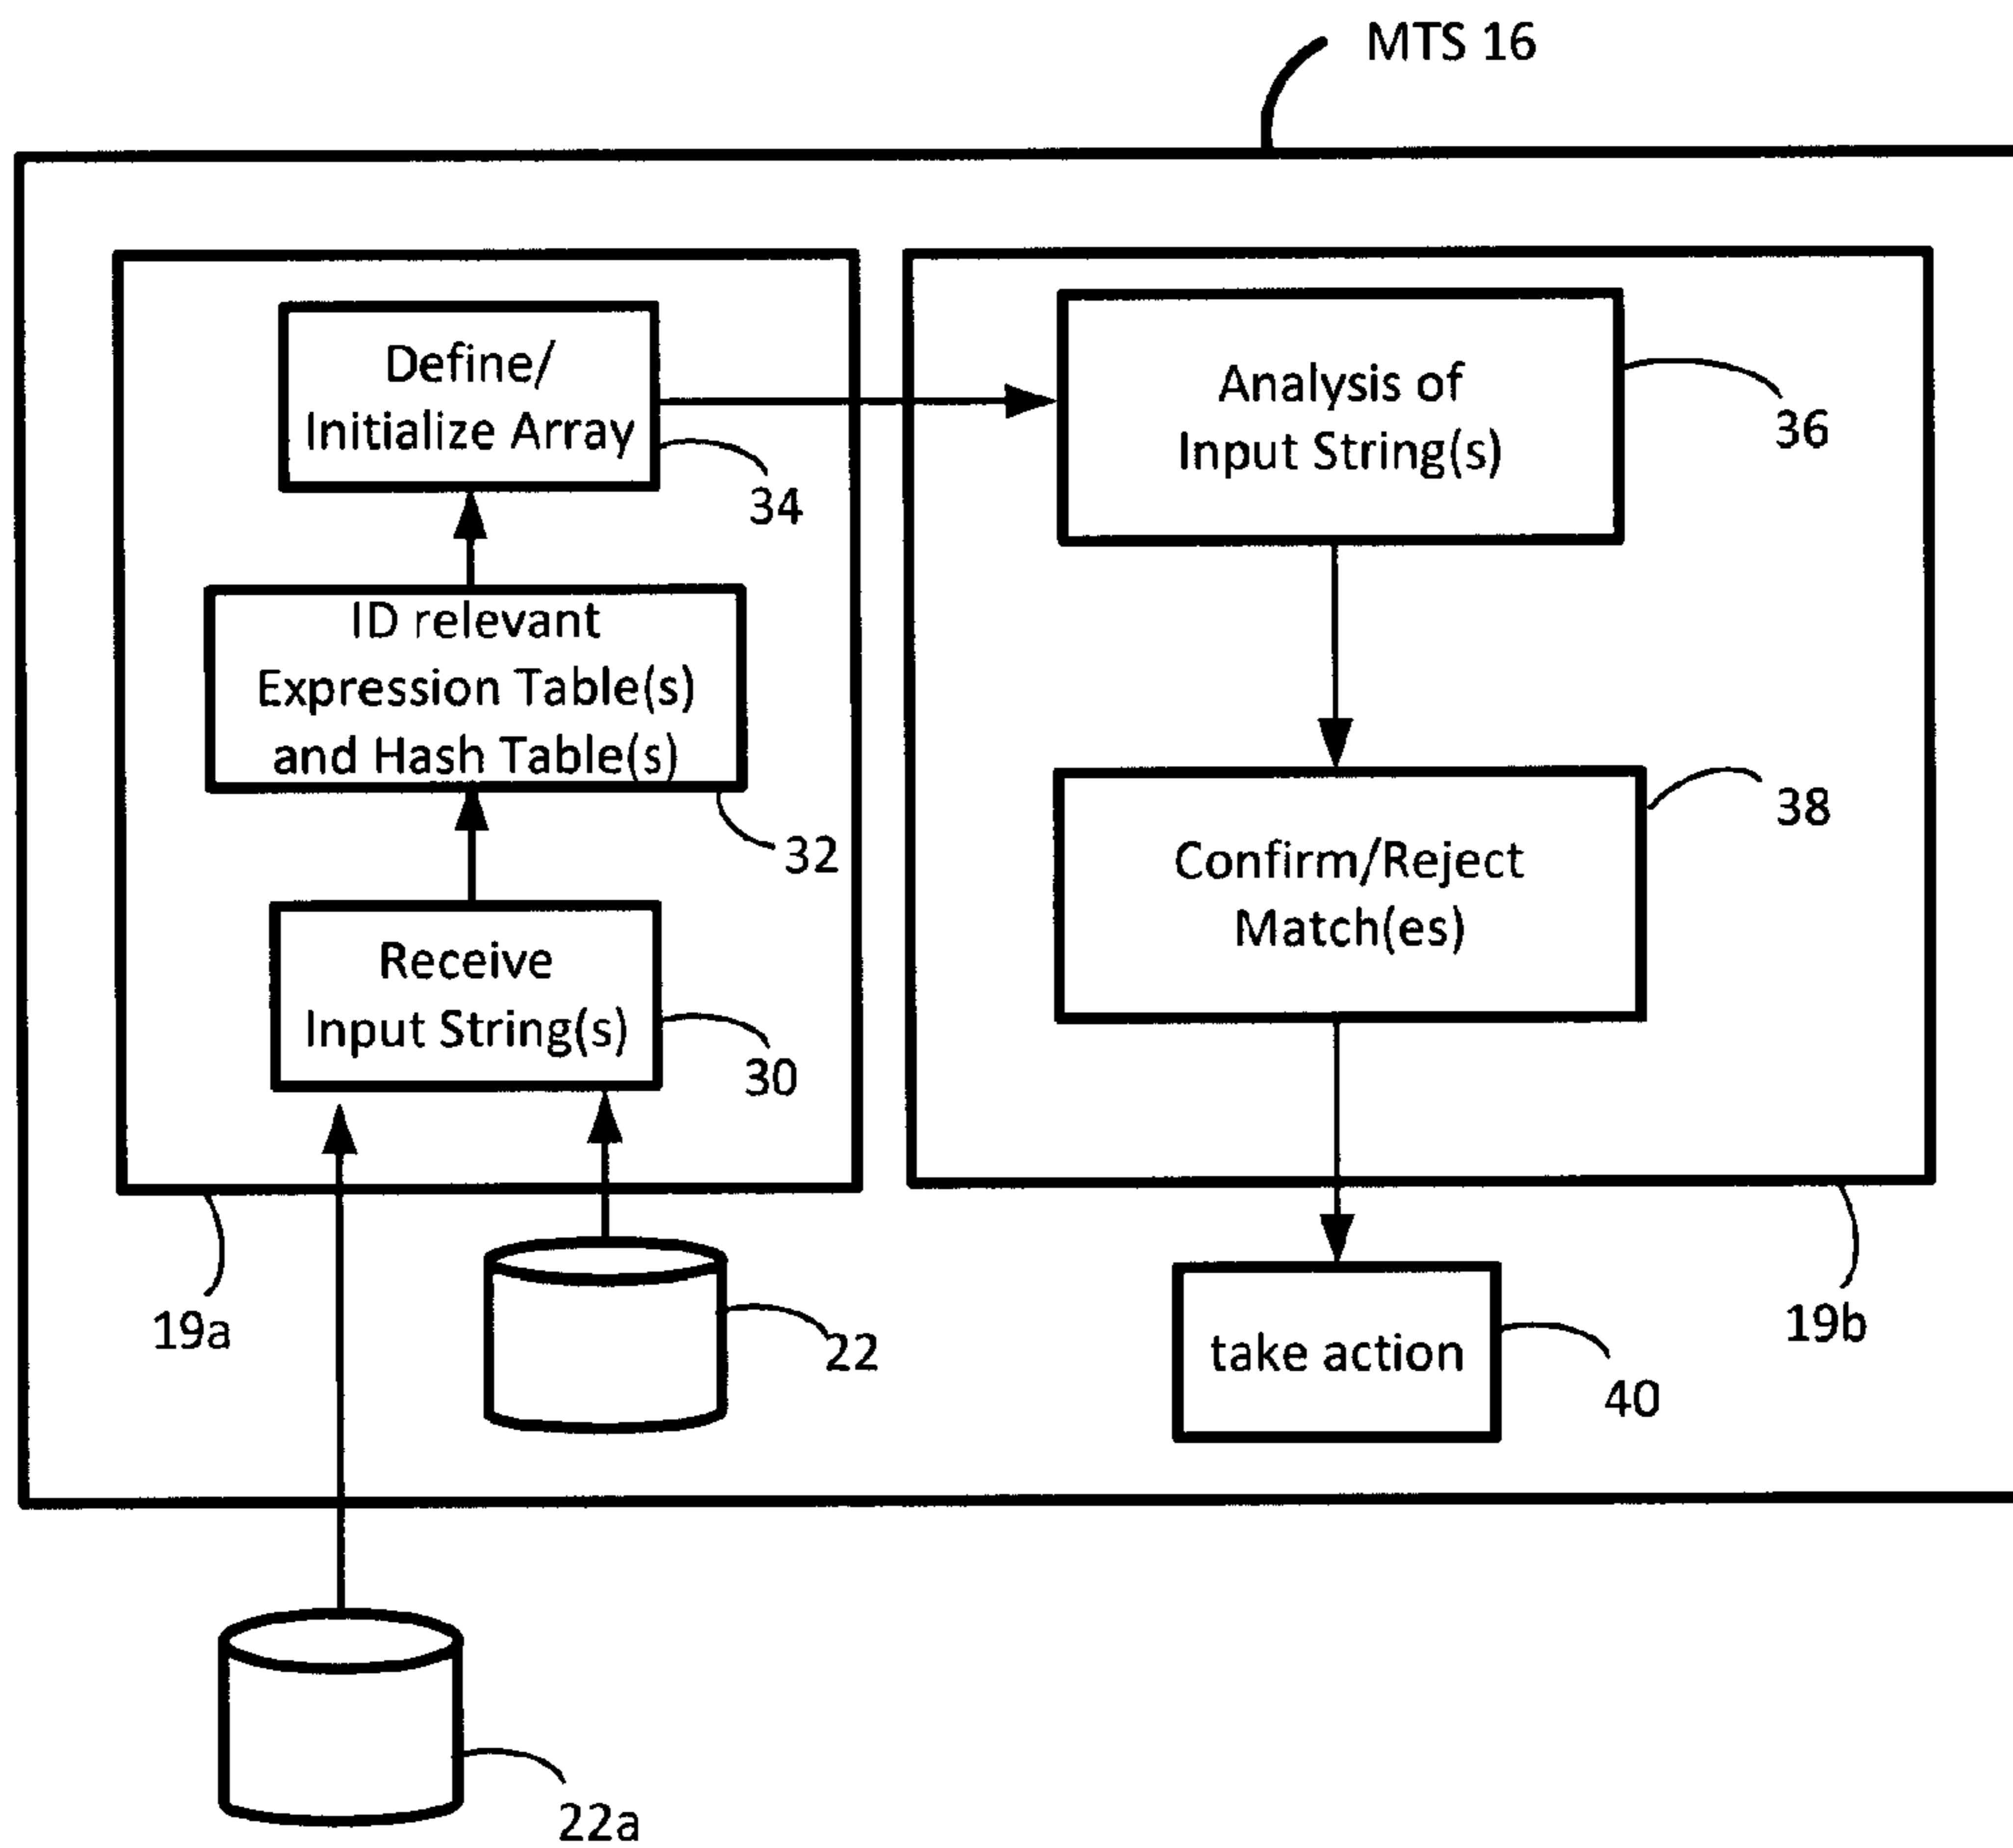 MTS 16
Define/
Initialize Array
34
ID relevant
Expression Table(s)
and Hash Table(s)
32
Receive
Input String(s)
30
19a
22
22a
Analysis of
Input String(s)
36
Confirm/Reject
Match(es)
38
19b
take action
40